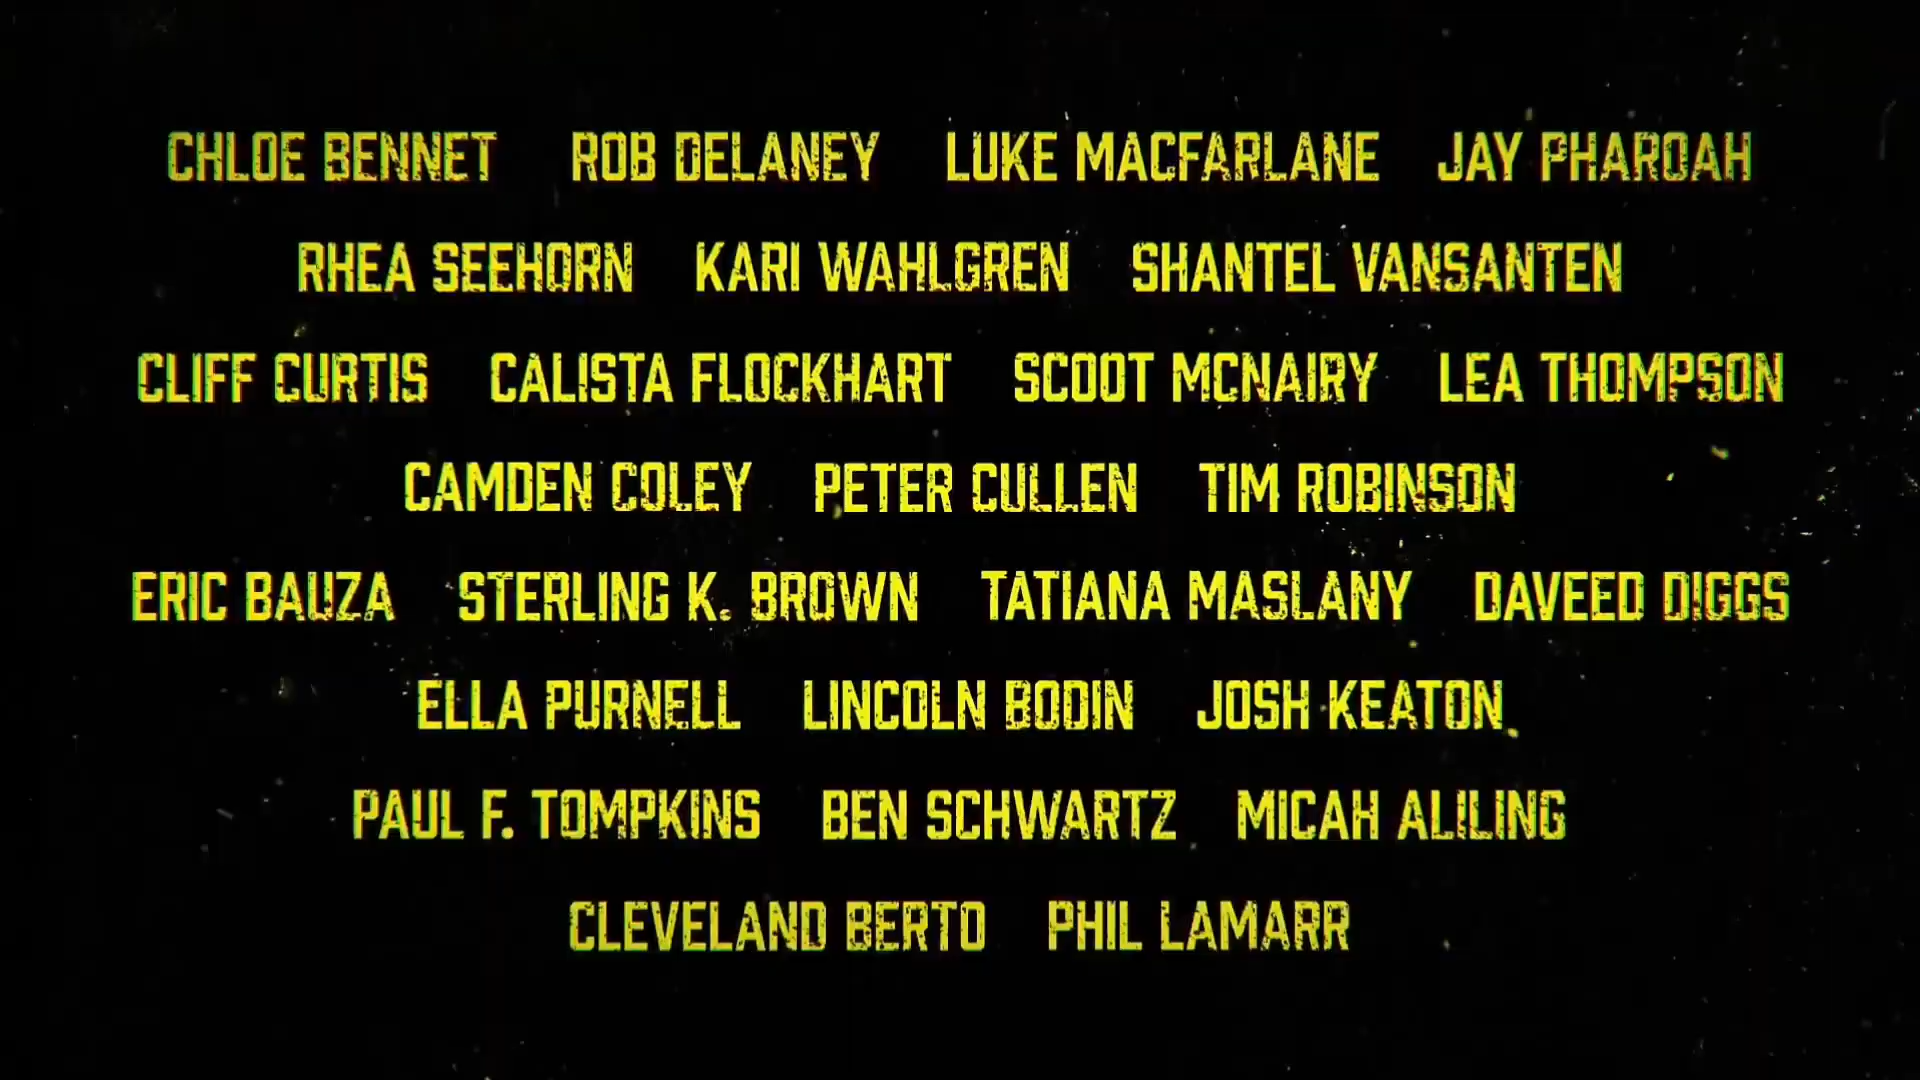 CHLOE BENNET ROB DELANEY LUKE MACFARLANE JAY PHAROAH
RHEA SEEHORN KARI WAHLGREN SHANTEL VANSANTEN
CLIFF CURTIS CALISTA FLOCKHART SCOOT MCNAIRY LEA THOMPSON
CAMDEN COLEY PETER CULLEN TIM ROBINSON
ERIC BAUZA STERLING K. BROWN TATIANA MASLANY DAVEED DIGGS
ELLA PURNELL LINCOLN BODIN JOSH KEATON
PAUL F. TOMPKINS BEN SCHWARTZ MICAH ALILING
CLEVELAND BERTO PHIL LAMARR